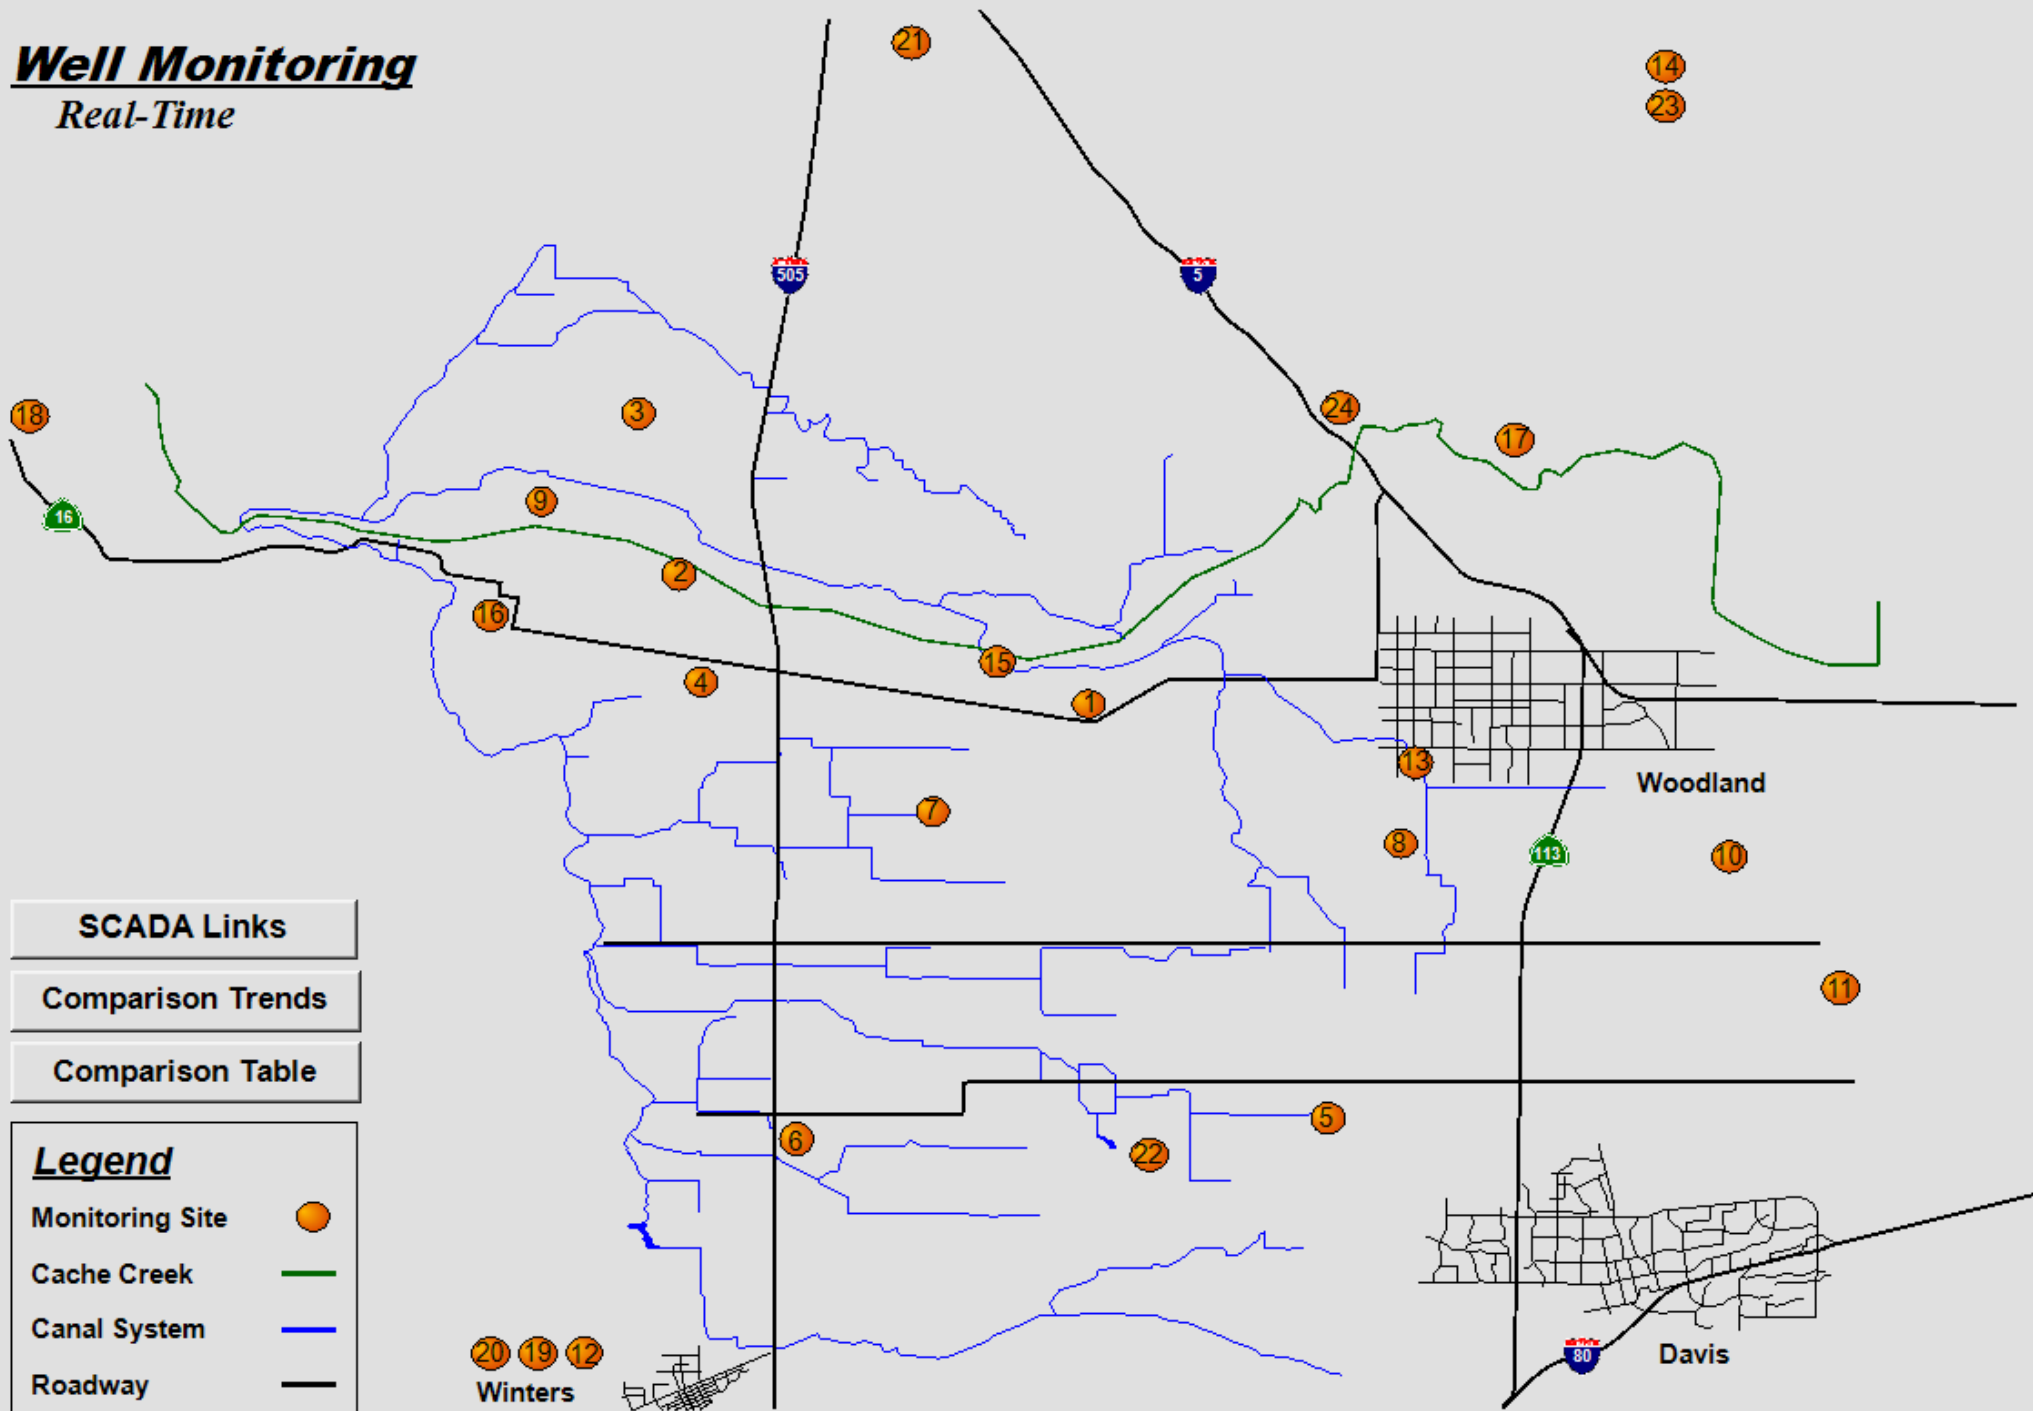 Well Monitoring
Real-Time
21
14
23
505
5
18
3
24
17
9
16
2
16
15
4
1
13
Woodland
7
8
113
10
SCADA Links
Comparison Trends
11
Comparison Table
5
6
22
Legend
Monitoring Site
Cache Creek
Canal System
Roadway
20 19 12
Winters
80
Davis